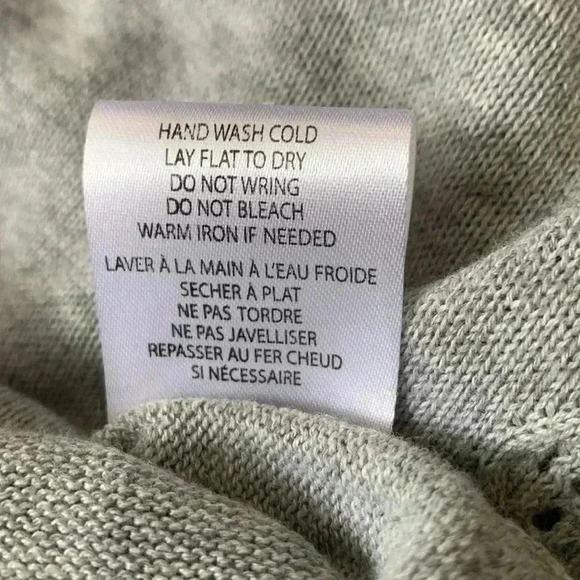 HAND WASH COLD
LAY FLAT TO DRY
DO NOT WRING
DO NOT BLEACH
WARM IRON IF NEEDED
LAVER À LA MAIN À L'EAU FROIDE
SECHER À PLAT
NE PAS TORDRE
NE PAS JAVELLISER
REPASSER AU FER CHEUD
SI NÉCESSAIRE